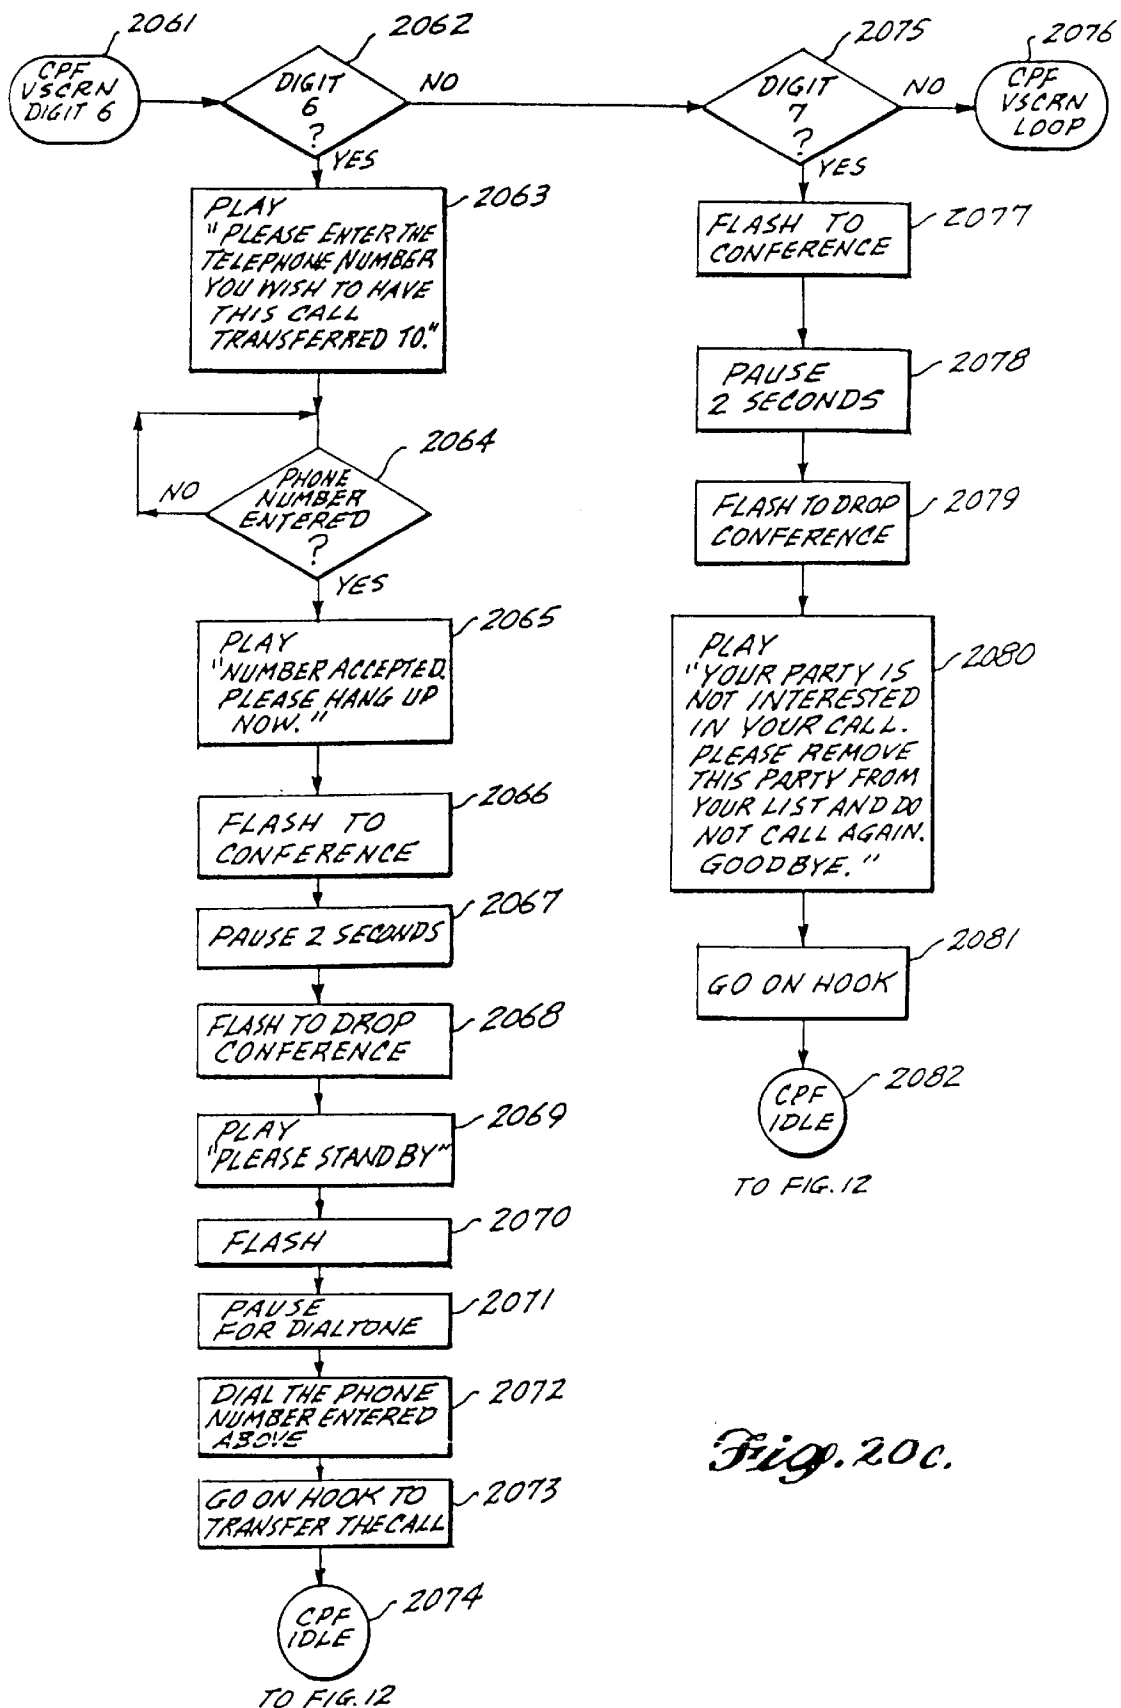 2061
CPF
VSCRN
DIGIT 6
2062
DIGIT
6
?
NO
YES
2075
DIGIT
7
?
NO
YES
2076
CPF
VSCRN
LOOP
2063
PLAY
"PLEASE ENTER THE
TELEPHONE NUMBER
YOU WISH TO HAVE
THIS CALL
TRANSFERRED TO."
2064
PHONE
NUMBER
ENTERED
?
NO
YES
2065
PLAY
"NUMBER ACCEPTED.
PLEASE HANG UP
NOW."
2066
FLASH TO
CONFERENCE
2067
PAUSE 2 SECONDS
2068
FLASH TO DROP
CONFERENCE
2069
PLAY
"PLEASE STAND BY"
2070
FLASH
2071
PAUSE
FOR DIALTONE
2072
DIAL THE PHONE
NUMBER ENTERED
ABOVE
2073
GO ON HOOK TO
TRANSFER THE CALL
2074
CPF
IDLE
TO FIG. 12
2077
FLASH TO
CONFERENCE
2078
PAUSE
2 SECONDS
2079
FLASH TO DROP
CONFERENCE
2080
PLAY
"YOUR PARTY IS
NOT INTERESTED
IN YOUR CALL.
PLEASE REMOVE
THIS PARTY FROM
YOUR LIST AND DO
NOT CALL AGAIN.
GOODBYE."
2081
GO ON HOOK
2082
CPF
IDLE
TO FIG. 12
Fig. 20c.